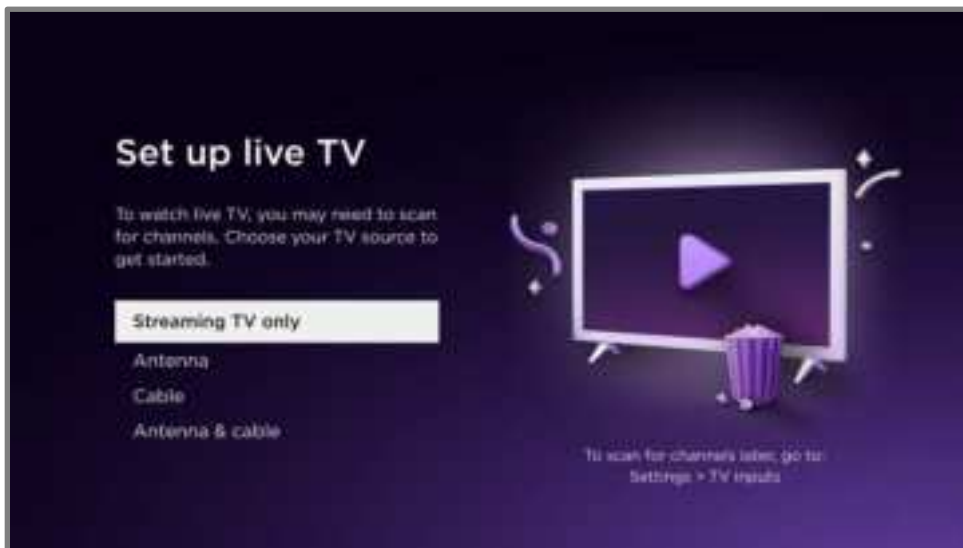 Set up live TV
To watch live TV, you may need to scan
for channels. Choose your TV source to
get started.
Streaming TV only
Antenna
Cable
Antenna & cable
To scan for channels later, go to:
Settings > TV inputs